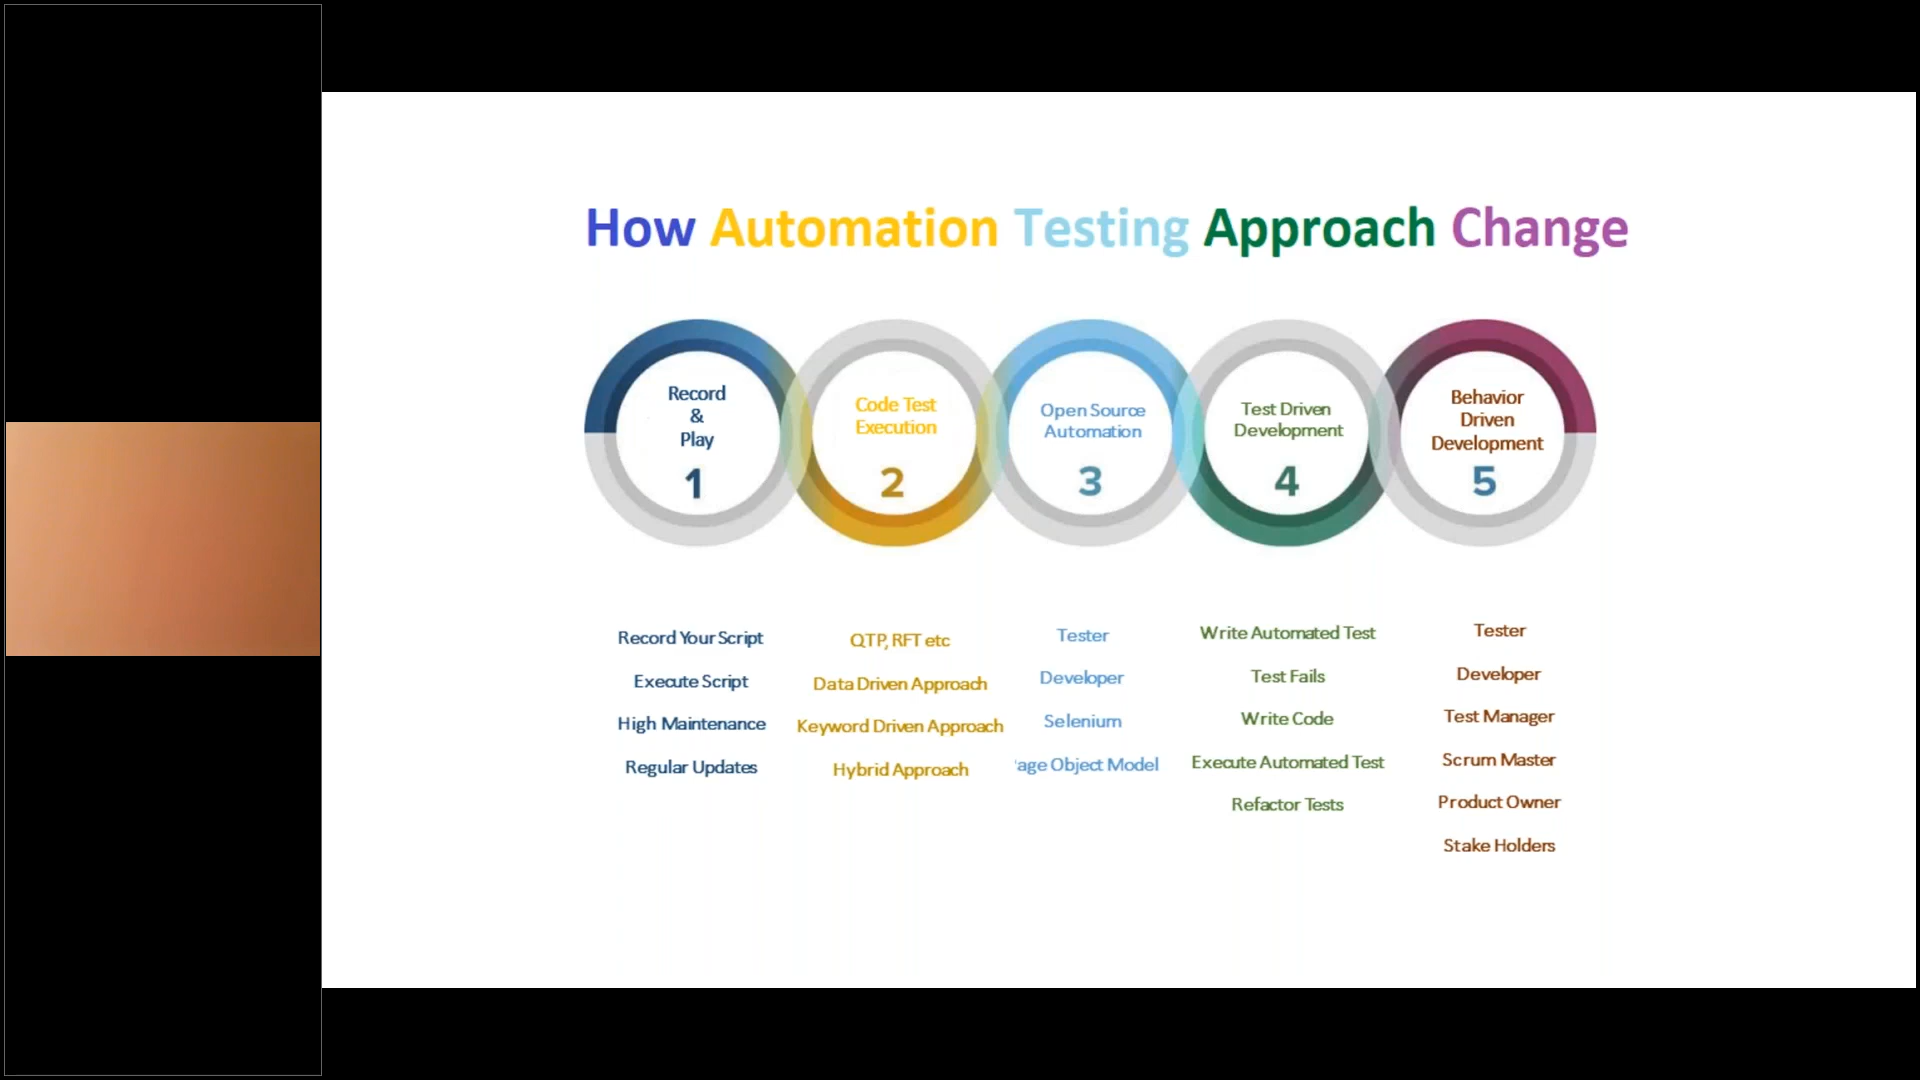 How Automation Testing Approach Change
Record
&
Play
1
Code Test
Execution
2
Open Source
Automation
3
Test Driven
Development
4
Behavior
Driven
Development
5
Record Your Script
Execute Script
High Maintenance
Regular Updates
QTP, RFT etc
Data Driven Approach
Keyword Driven Approach
Hybrid Approach
Tester
Developer
Selenium
age Object Model
Write Automated Test
Test Fails
Write Code
Execute Automated Test
Refactor Tests
Tester
Developer
Test Manager
Scrum Master
Product Owner
Stake Holders